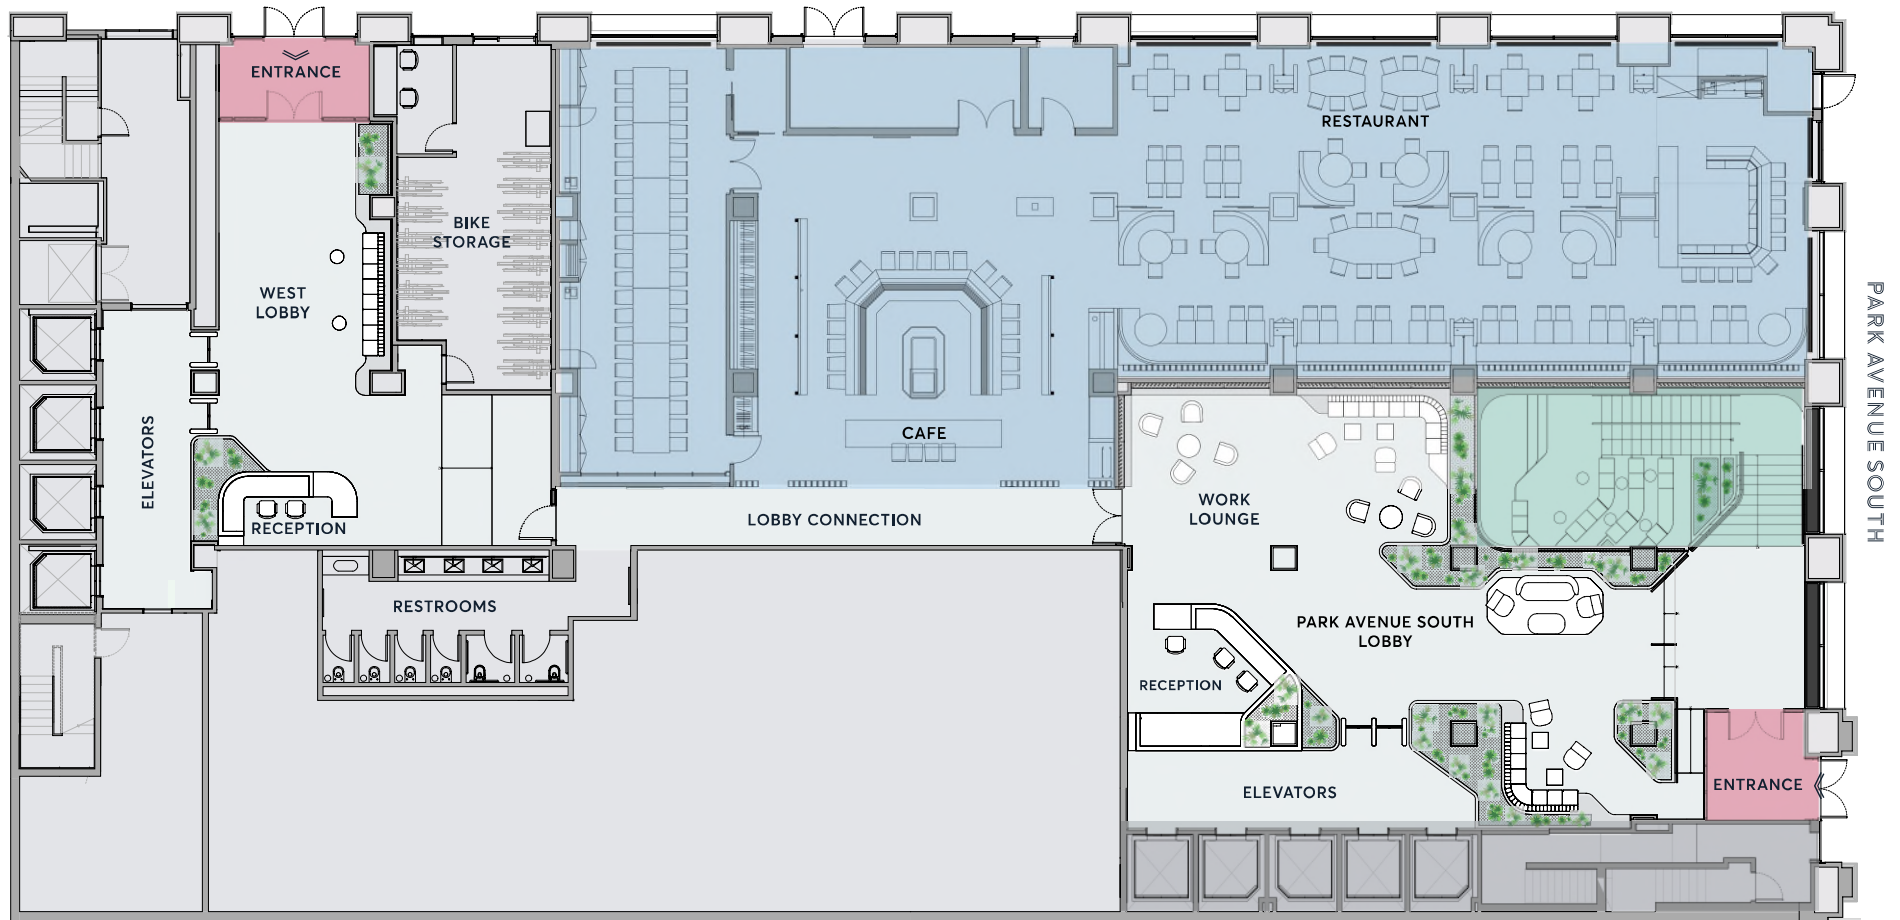 ENTRANCE
RESTAURANT
BIKE
STORAGE
WEST
LOBBY
PARK AVENUE SOUTH
ELEVATORS
CAFE
WORK
LOUNGE
RECEPTION
LOBBY CONNECTION
RESTROOMS
PARK AVENUE SOUTH
LOBBY
RECEPTION
ELEVATORS
ENTRANCE